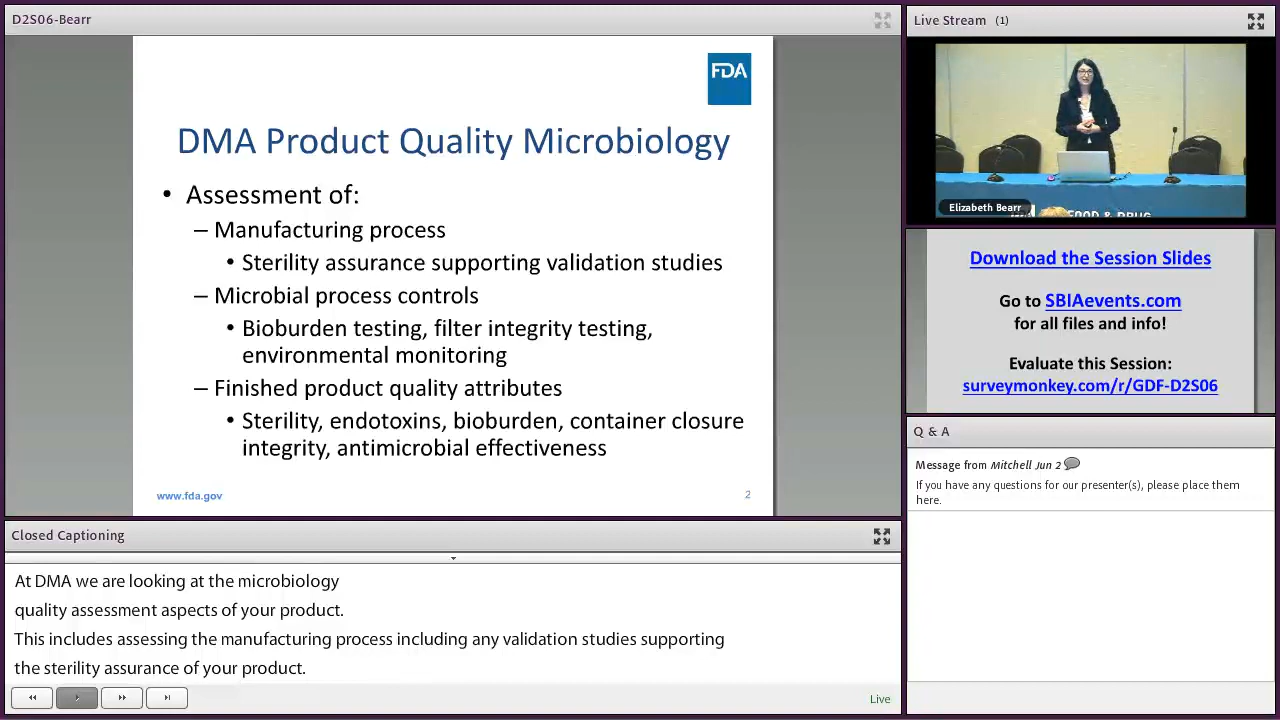 D2S06-Bearr
FDA
DMA Product Quality Microbiology
• Assessment of:
– Manufacturing process
• Sterility assurance supporting validation studies
– Microbial process controls
• Bioburden testing, filter integrity testing,
environmental monitoring
– Finished product quality attributes
• Sterility, endotoxins, bioburden, container closure
integrity, antimicrobial effectiveness
www.fda.gov
2
Closed Captioning
At DMA we are looking at the microbiology
quality assessment aspects of your product.
This includes assessing the manufacturing process including any validation studies supporting
the sterility assurance of your product.
Live
Live Stream (1)
Elizabeth Bearr
FOOD & DRUG
Download the Session Slides
Go to SBIAevents.com
for all files and info!
Evaluate this Session:
surveymonkey.com/r/GDF-D2S06
Q & A
Message from Mitchell Jun 2
If you have any questions for our presenter(s), please place them
here.